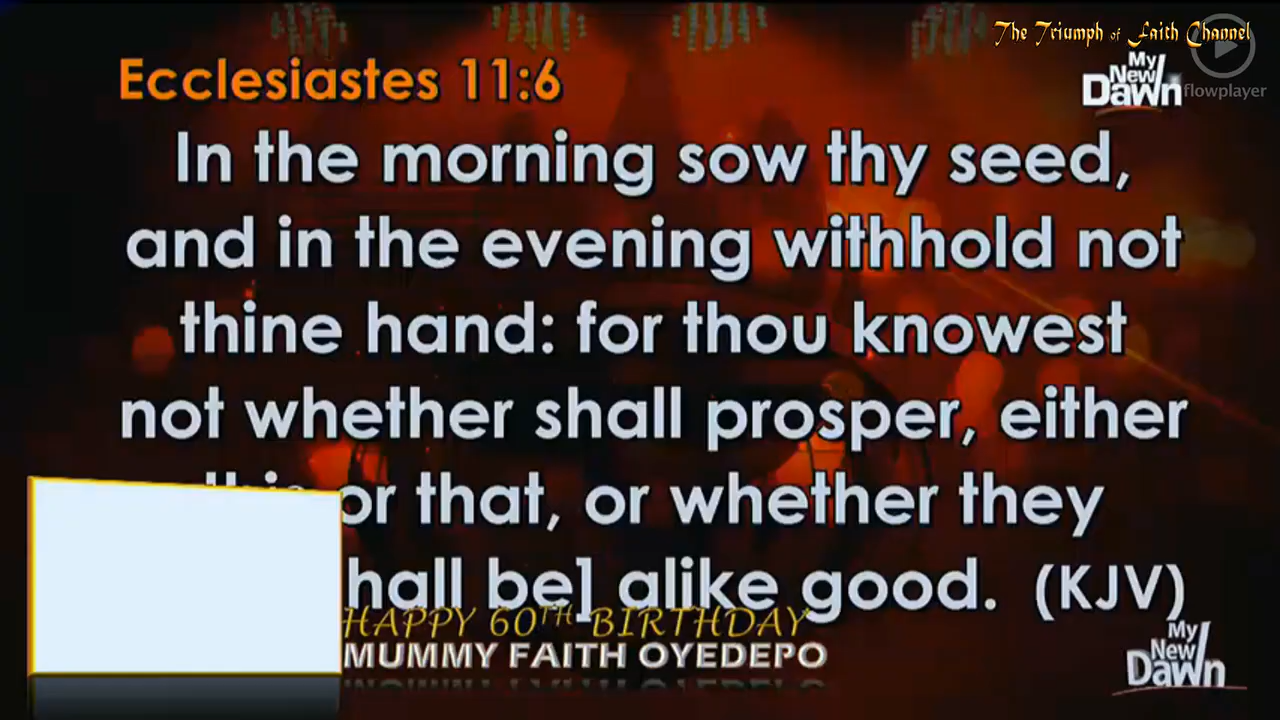 The Triumph of Faith Channel
My
New
Dawn
flowplayer
Ecclesiastes 11:6
In the morning sow thy seed,
and in the evening withhold not
thine hand: for thou knowest
not whether shall prosper, either
or that, or whether they
be] alike good. (KJV)
HAPPY 60TH BIRTHDAY
MUMMY FAITH OYEDEPO
My
New
Dawn